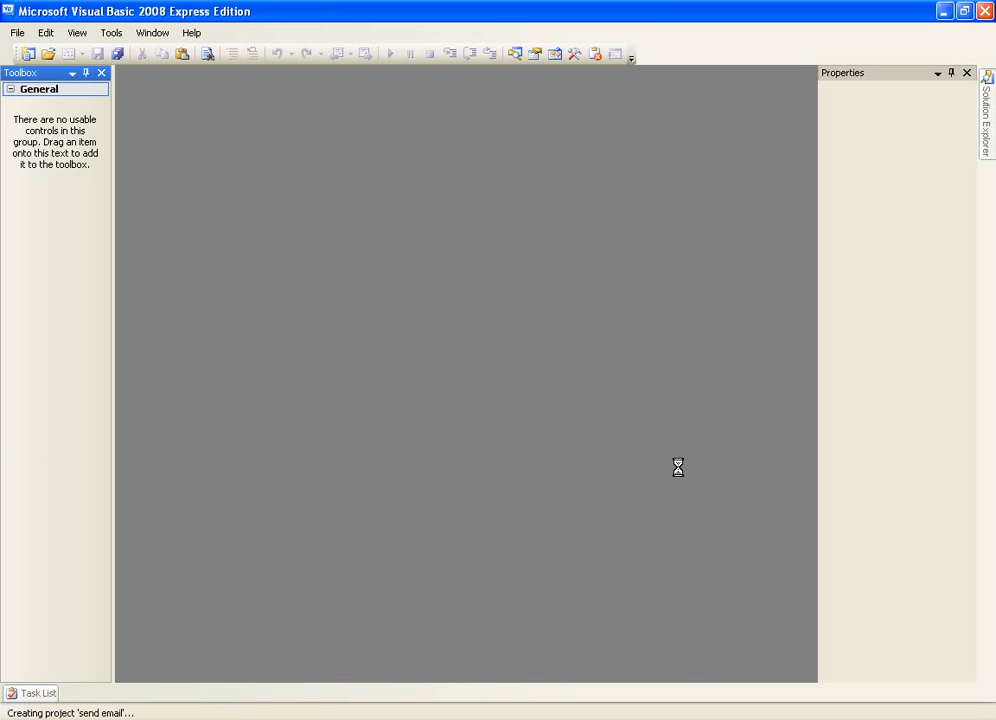 Microsoft Visual Basic 2008 Express Edition
File Edit View Tools Window Help
Toolbox
General
There are no usable
controls in this
group. Drag an item
onto this text to add
it to the toolbox.
Properties
Solution Explorer
Task List
Creating project 'send email'...